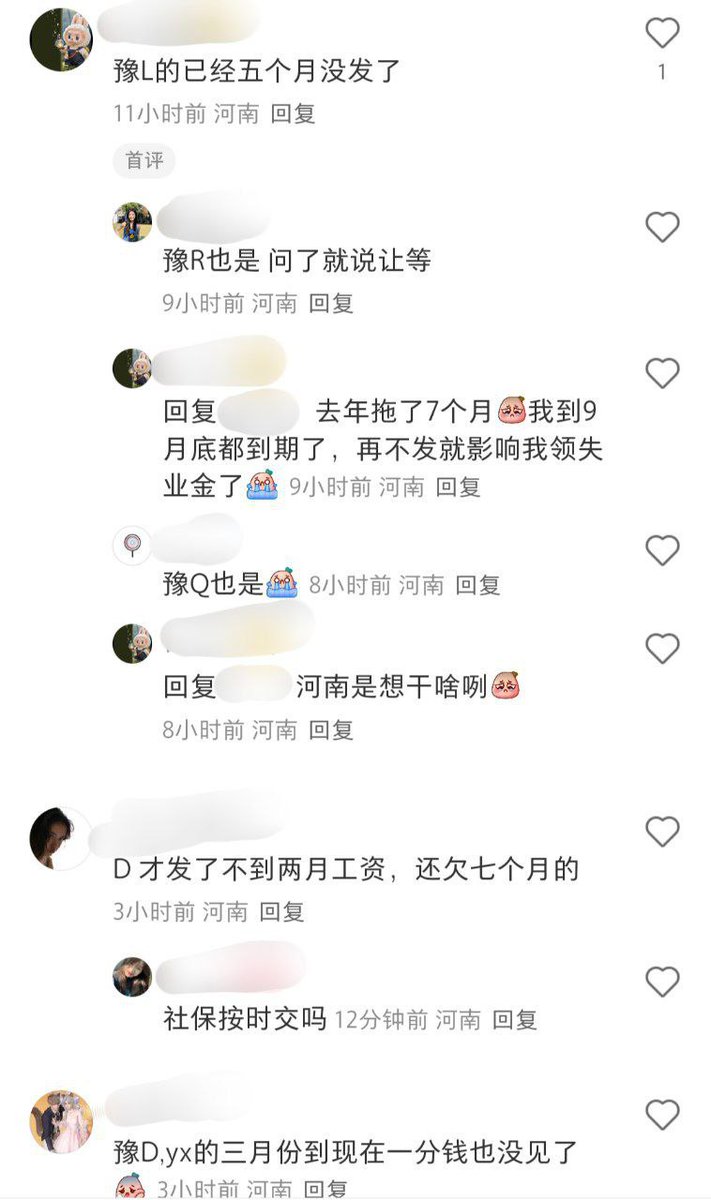 豫L的已经五个月没发了
11小时前 河南 回复
1
首评
豫R也是 问了就说让等
9小时前 河南 回复
回复 去年拖了7个月我到9
月底都到期了，再不发就影响我领失
业金了 9小时前 河南 回复
豫Q也是 8小时前 河南 回复
回复 河南是想干啥咧
8小时前 河南 回复
D 才发了不到两月工资，还欠七个月的
3小时前 河南 回复
社保按时交吗 12分钟前 河南 回复
豫D,yx的三月份到现在一分钱也没见了
3小时前 河南 回复